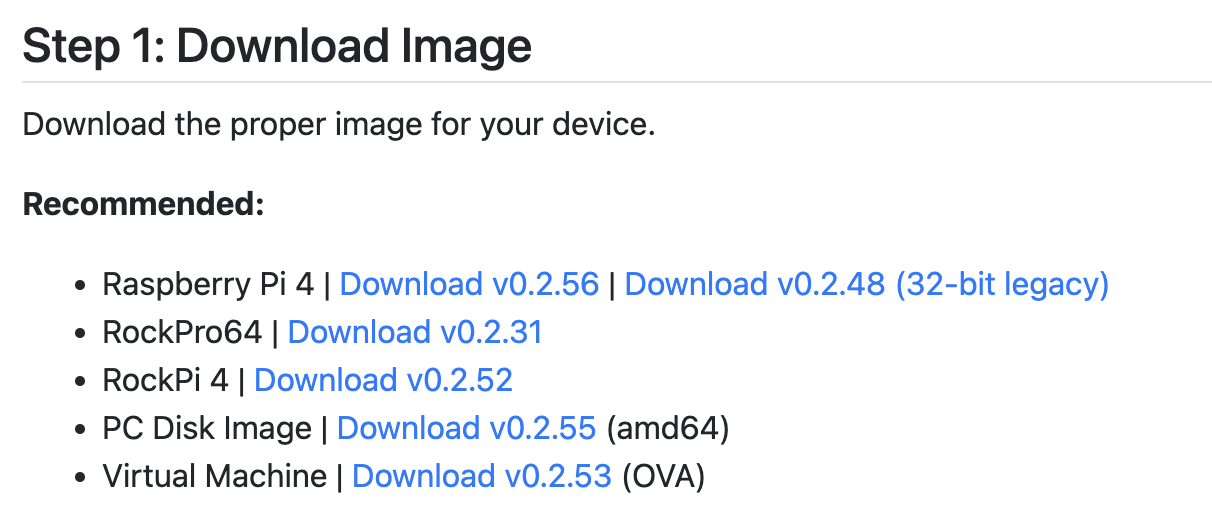 Step 1: Download Image
Download the proper image for your device.
Recommended:
• Raspberry Pi 4 | Download v0.2.56 | Download v0.2.48 (32-bit legacy)
• RockPro64 | Download v0.2.31
• RockPi 4 | Download v0.2.52
• PC Disk Image | Download v0.2.55 (amd64)
• Virtual Machine | Download v0.2.53 (OVA)